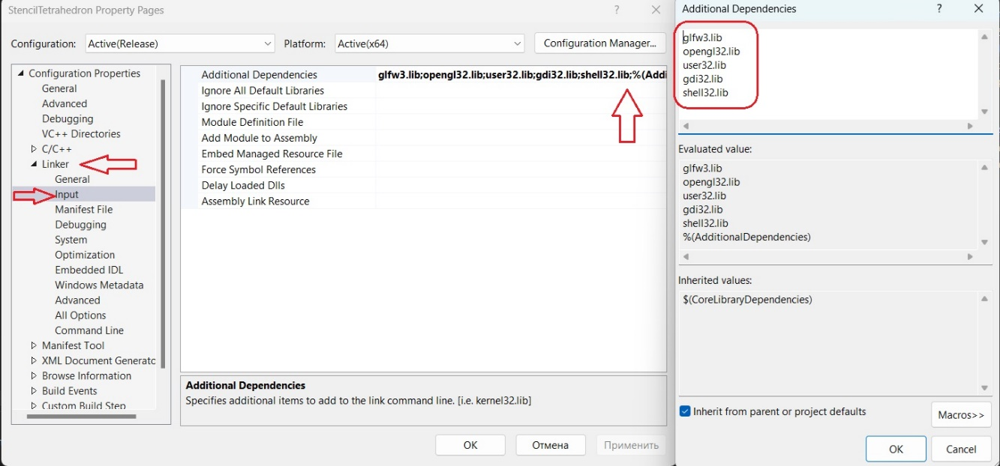 StencilTetrahedron Property Pages ? ×
Configuration: Active(Release) Platform: Active(x64) Configuration Manager...
Configuration Properties
General
Advanced
Debugging
VC++ Directories
C/C++
Linker
General
Input
Manifest File
Debugging
System
Optimization
Embedded IDL
Windows Metadata
Advanced
All Options
Command Line
Manifest Tool
XML Document Generato
Browse Information
Build Events
Custom Build Step
Additional Dependencies glfw3.lib;opengl32.lib;user32.lib;gdi32.lib;shell32.lib;%(Addi
Ignore All Default Libraries
Ignore Specific Default Libraries
Module Definition File
Add Module to Assembly
Embed Managed Resource File
Force Symbol References
Delay Loaded Dlls
Assembly Link Resource
Additional Dependencies
Specifies additional items to add to the link command line. [i.e. kernel32.lib]
OK Отмена Применить
Additional Dependencies ? ×
glfw3.lib
opengl32.lib
user32.lib
gdi32.lib
shell32.lib
Evaluated value:
glfw3.lib
opengl32.lib
user32.lib
gdi32.lib
shell32.lib
%(AdditionalDependencies)
Inherited values:
$(CoreLibraryDependencies)
Inherit from parent or project defaults Macros>>
OK Cancel